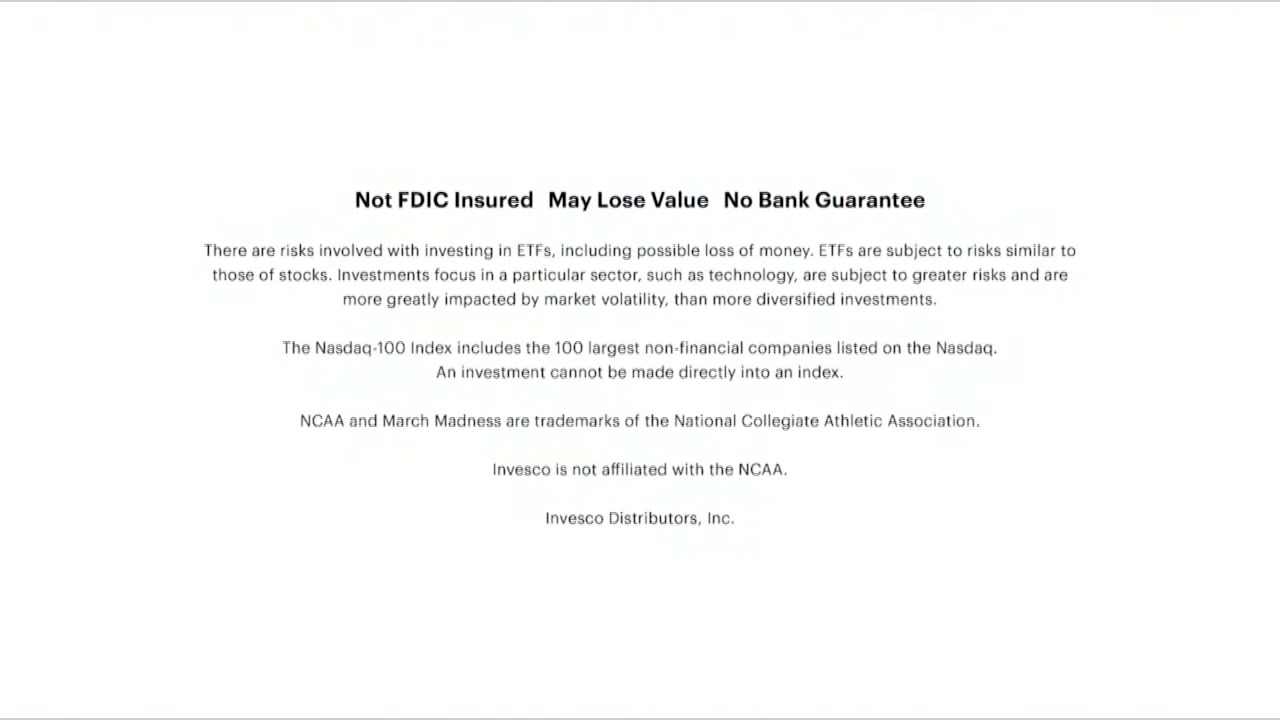 Not FDIC Insured May Lose Value No Bank Guarantee
There are risks involved with investing in ETFs, including possible loss of money. ETFs are subject to risks similar to
those of stocks. Investments focus in a particular sector, such as technology, are subject to greater risks and are
more greatly impacted by market volatility, than more diversified investments.
The Nasdaq-100 Index includes the 100 largest non-financial companies listed on the Nasdaq.
An investment cannot be made directly into an index.
NCAA and March Madness are trademarks of the National Collegiate Athletic Association.
Invesco is not affiliated with the NCAA.
Invesco Distributors, Inc.